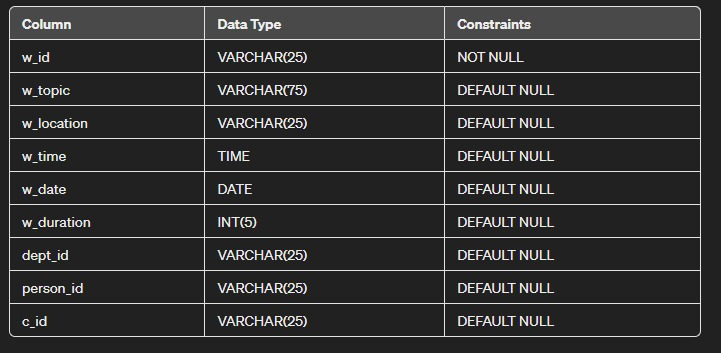 Column Data Type Constraints
w_id VARCHAR(25) NOT NULL
w_topic VARCHAR(75) DEFAULT NULL
w_location VARCHAR(25) DEFAULT NULL
w_time TIME DEFAULT NULL
w_date DATE DEFAULT NULL
w_duration INT(5) DEFAULT NULL
dept_id VARCHAR(25) DEFAULT NULL
person_id VARCHAR(25) DEFAULT NULL
c_id VARCHAR(25) DEFAULT NULL